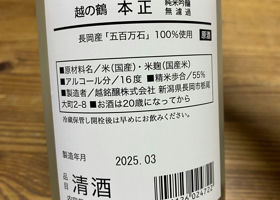 越の鶴 本正 純米吟醸
無濾過
長岡産「五百万石」100%使用 原酒
■原材料名／米(国産)・米麹(国産米)
■アルコール分／16度 ■精米歩合／55%
■製造者／越銘醸株式会社 新潟県長岡市栃尾
大町2-8 ■お酒は20歳になってから
冷蔵保管し開栓後は早めにお飲みください。
製造年月 2025.03
品目 清酒